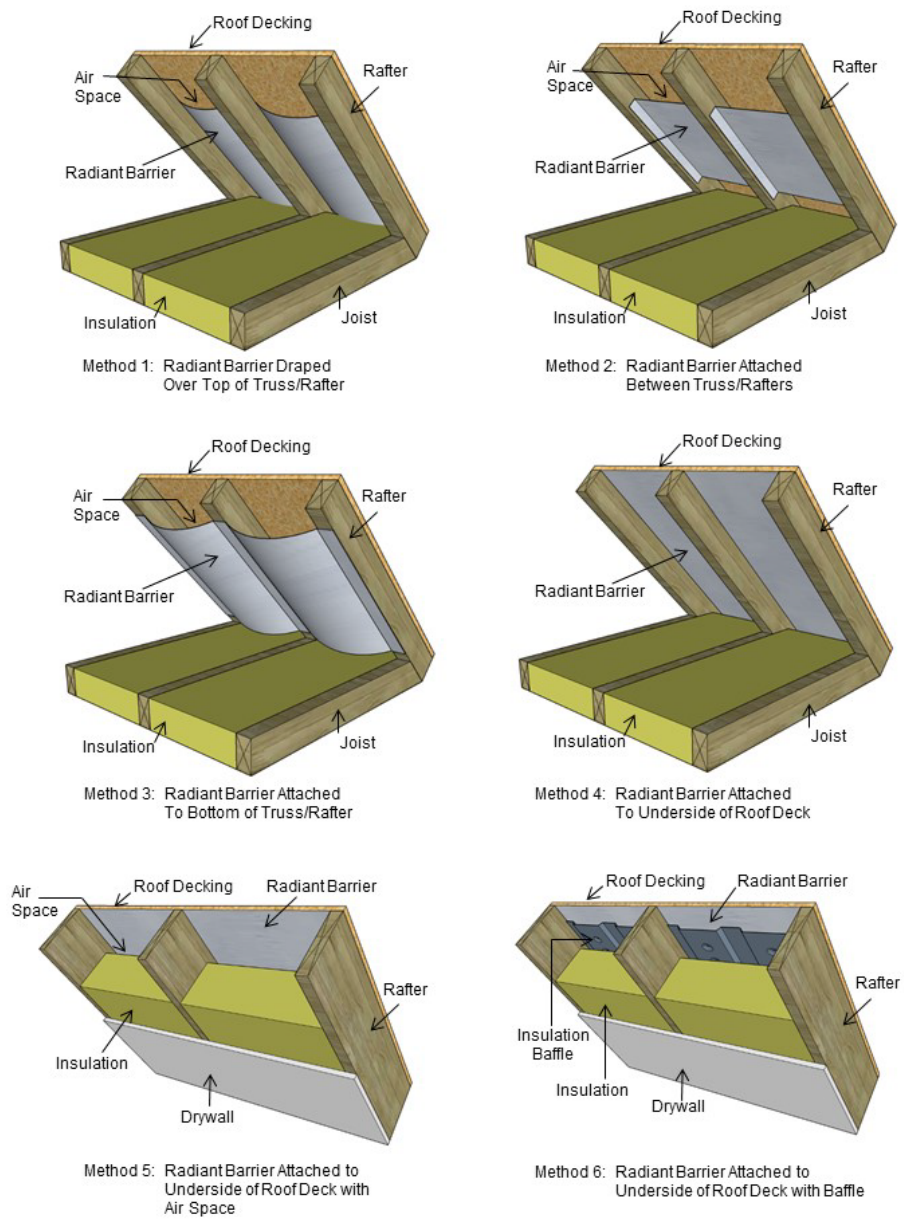 Roof Decking
Air
Space
Rafter
Radiant Barrier
Insulation
Joist
Method 1: Radiant Barrier Draped
Over Top of Truss/Rafter
Roof Decking
Air
Space
Rafter
Radiant Barrier
Insulation
Joist
Method 2: Radiant Barrier Attached
Between Truss/Rafters
Roof Decking
Air
Space
Rafter
Radiant Barrier
Insulation
Joist
Method 3: Radiant Barrier Attached
To Bottom of Truss/Rafter
Roof Decking
Rafter
Radiant Barrier
Insulation
Joist
Method 4: Radiant Barrier Attached
To Underside of Roof Deck
Air
Space
Roof Decking
Radiant Barrier
Rafter
Insulation
Drywall
Method 5: Radiant Barrier Attached to
Underside of Roof Deck with
Air Space
Roof Decking
Radiant Barrier
Rafter
Insulation
Baffle
Insulation
Drywall
Method 6: Radiant Barrier Attached to
Underside of Roof Deck with Baffle